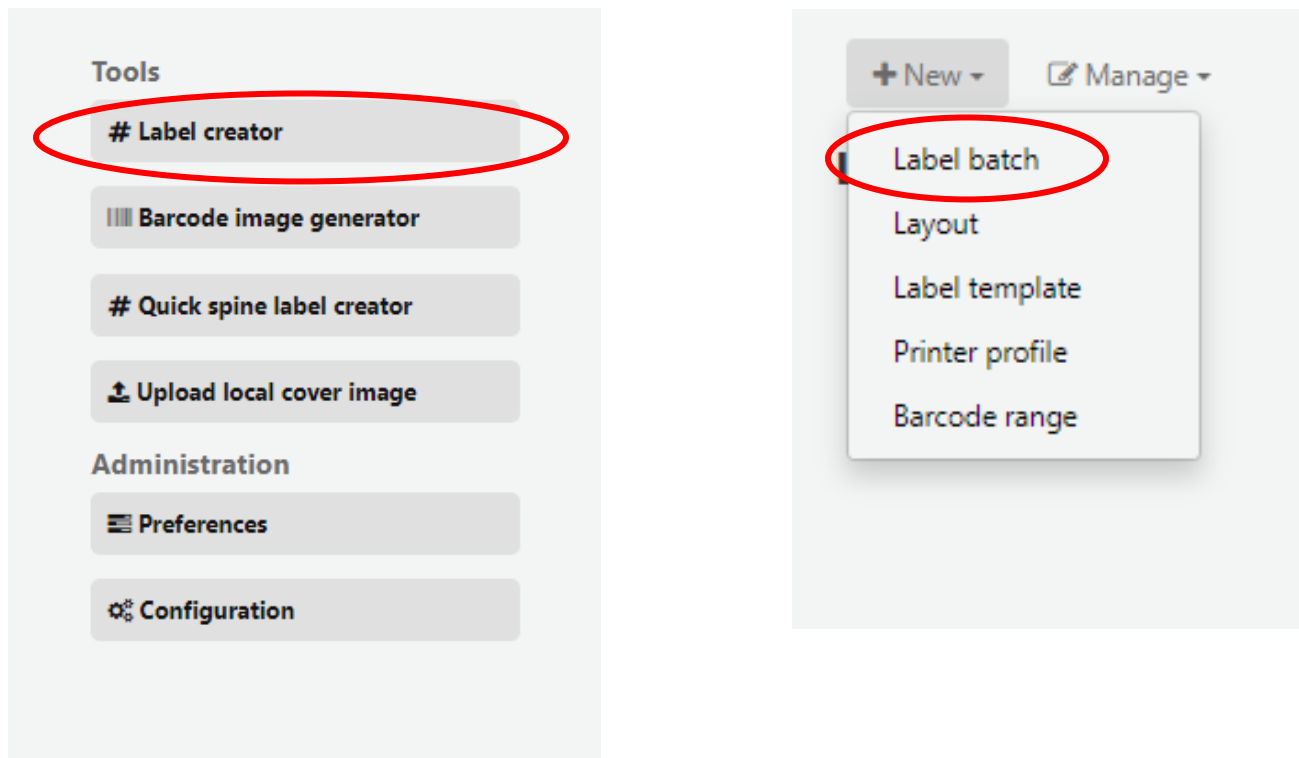 Tools
# Label creator
Barcode image generator
# Quick spine label creator
Upload local cover image
Administration
Preferences
Configuration
New
Manage
Label batch
Layout
Label template
Printer profile
Barcode range